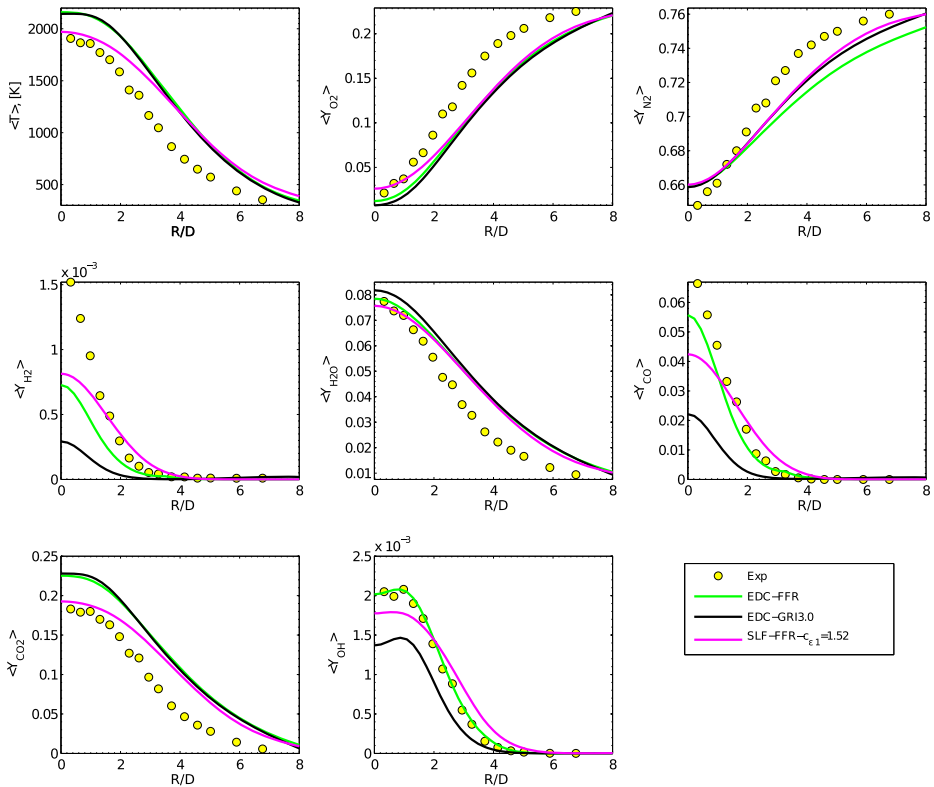 2000
1500
1000
500
<T>, [K]
0 2 4 6 8
R/D
0.2
0.15
0.1
0.05
<Y_O2>
0 2 4 6 8
R/D
0.76
0.74
0.72
0.7
0.68
0.66
<Y_N2>
0 2 4 6 8
R/D
x 10⁻³
1.5
1
0.5
0
<Y_H2>
0 2 4 6 8
R/D
0.08
0.07
0.06
0.05
0.04
0.03
0.02
0.01
<Y_H2O>
0 2 4 6 8
R/D
0.06
0.05
0.04
0.03
0.02
0.01
0
<Y_CO>
0 2 4 6 8
R/D
0.25
0.2
0.15
0.1
0.05
0
<Y_CO2>
0 2 4 6 8
R/D
x 10⁻³
2.5
2
1.5
1
0.5
0
<Y_OH>
0 2 4 6 8
R/D
Exp
EDC−FFR
EDC−GRI3.0
SLF−FFR−c_ε1=1.52